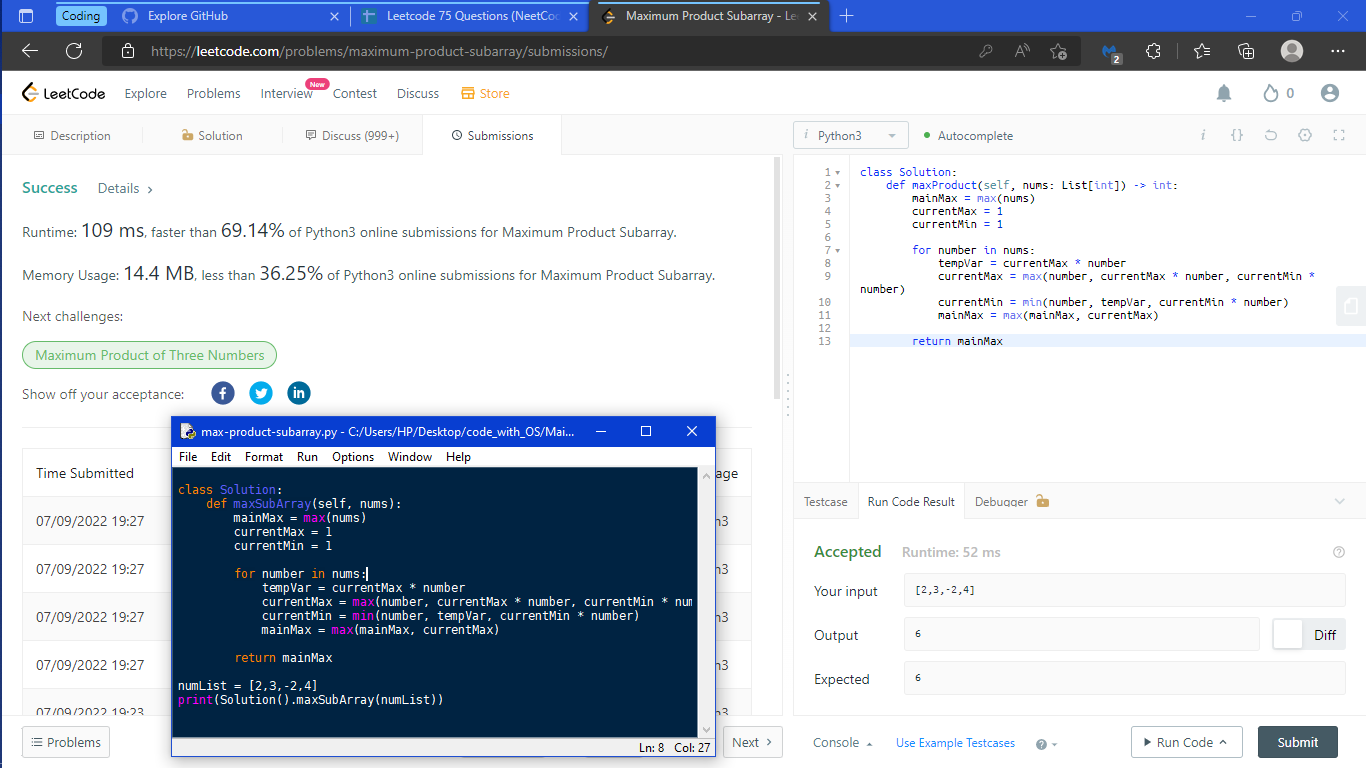 Coding
Explore GitHub
Leetcode 75 Questions (NeetCo
Maximum Product Subarray - Le
https://leetcode.com/problems/maximum-product-subarray/submissions/
2
LeetCode
Explore
Problems
Interview
New
Contest
Discuss
Store
0
Description
Solution
Discuss (999+)
Submissions
i Python3
Autocomplete
i
{}
Success
Details >
Runtime: 109 ms, faster than 69.14% of Python3 online submissions for Maximum Product Subarray.
Memory Usage: 14.4 MB, less than 36.25% of Python3 online submissions for Maximum Product Subarray.
Next challenges:
Maximum Product of Three Numbers
Show off your acceptance:
Time Submitted
age
07/09/2022 19:27
n3
07/09/2022 19:27
n3
07/09/2022 19:27
n3
07/09/2022 19:27
n3
07/09/2022 19:23
n3
Problems
Next >
max-product-subarray.py - C:/Users/HP/Desktop/code_with_OS/Mai...
File Edit Format Run Options Window Help
class Solution:
    def maxSubArray(self, nums):
        mainMax = max(nums)
        currentMax = 1
        currentMin = 1
        for number in nums:
            tempVar = currentMax * number
            currentMax = max(number, currentMax * number, currentMin * num
            currentMin = min(number, tempVar, currentMin * number)
            mainMax = max(mainMax, currentMax)
        return mainMax
numList = [2,3,-2,4]
print(Solution().maxSubArray(numList))
Ln: 8 Col: 27
1 class Solution:
2     def maxProduct(self, nums: List[int]) -> int:
3         mainMax = max(nums)
4         currentMax = 1
5         currentMin = 1
6
7         for number in nums:
8             tempVar = currentMax * number
9             currentMax = max(number, currentMax * number, currentMin *
number)
10             currentMin = min(number, tempVar, currentMin * number)
11             mainMax = max(mainMax, currentMax)
12
13         return mainMax
Testcase
Run Code Result
Debugger
Accepted
Runtime: 52 ms
Your input
[2,3,-2,4]
Output
6
Diff
Expected
6
Console
Use Example Testcases
Run Code
Submit